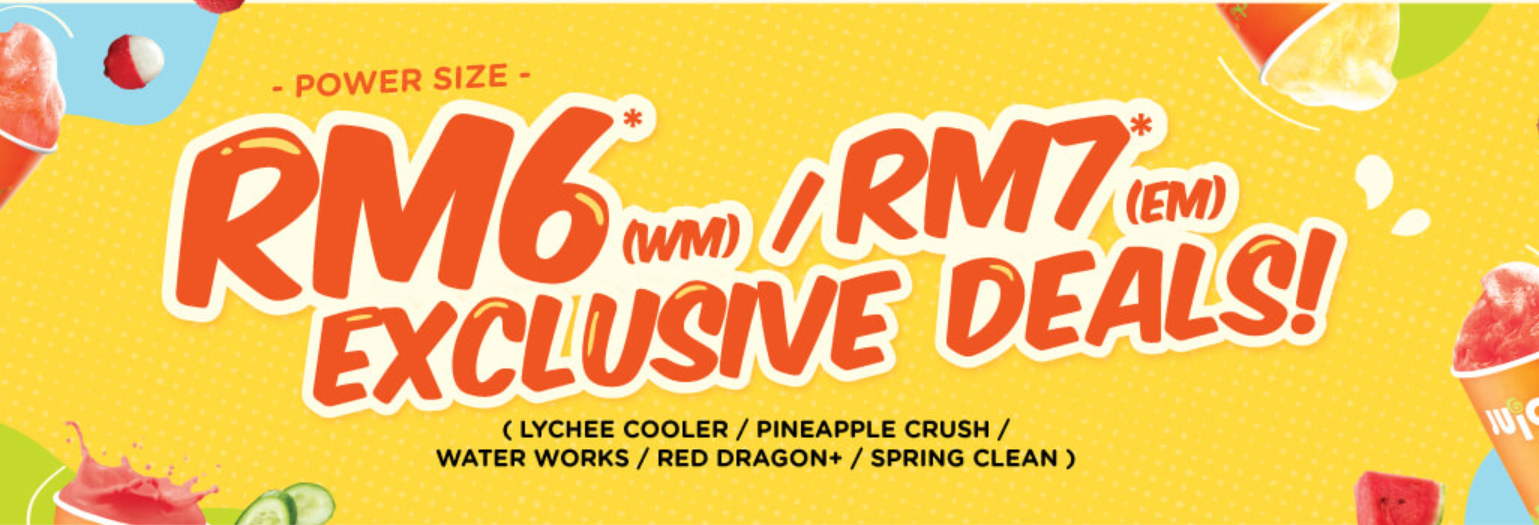 - POWER SIZE -
RM6* (WM) / RM7* (EM)
EXCLUSIVE DEALS!
( LYCHEE COOLER / PINEAPPLE CRUSH /
WATER WORKS / RED DRAGON+ / SPRING CLEAN )